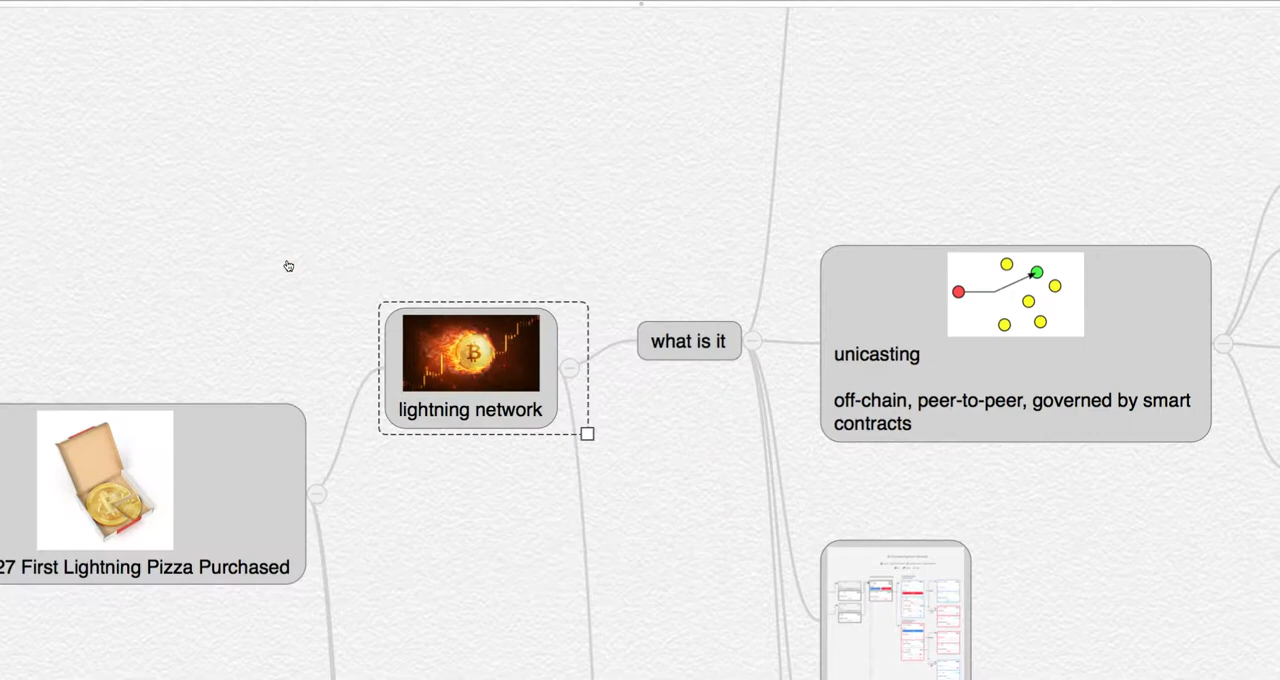 what is it
unicasting
off-chain, peer-to-peer, governed by smart
contracts
lightning network
27 First Lightning Pizza Purchased